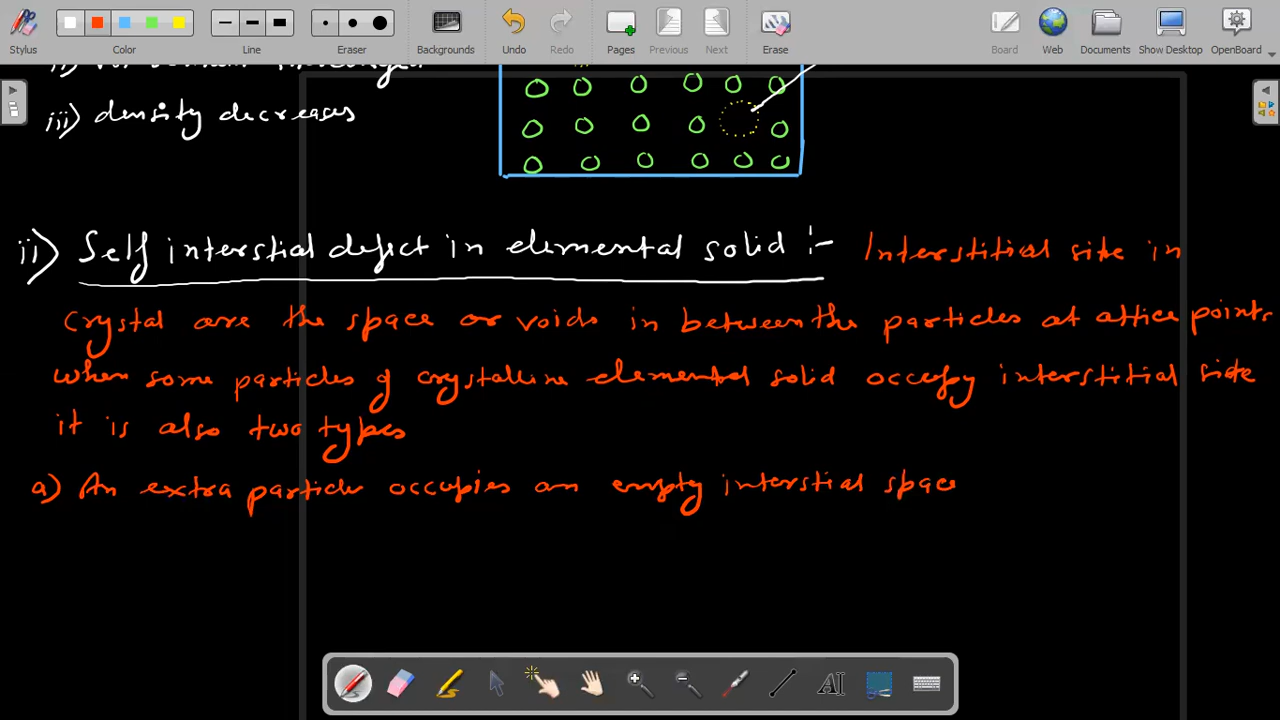 Stylus
Color
Line
Eraser
Backgrounds
Undo
Redo
Pages
Previous
Next
Erase
Board
Web
Documents
Show Desktop
OpenBoard
iii) density decreases
ii) Self interstial defect in elemental solid :- Interstitial side in
crystal are the space or voids in between the particles at attice points
when some particles of crystalline elemental solid occupy interstitial side
it is also two types
a) An extra particle occupies an empty interstial space